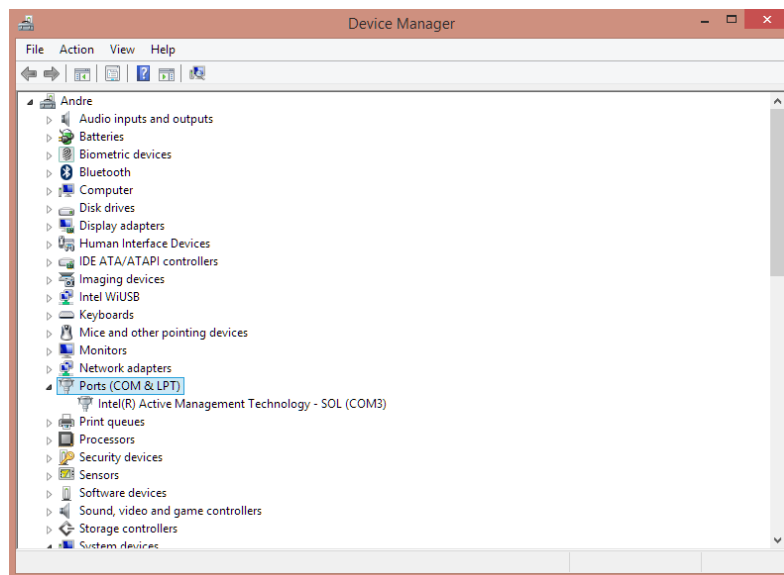 Device Manager
File Action View Help
Andre
Audio inputs and outputs
Batteries
Biometric devices
Bluetooth
Computer
Disk drives
Display adapters
Human Interface Devices
IDE ATA/ATAPI controllers
Imaging devices
Intel WiUSB
Keyboards
Mice and other pointing devices
Monitors
Network adapters
Ports (COM & LPT)
Intel(R) Active Management Technology - SOL (COM3)
Print queues
Processors
Security devices
Sensors
Software devices
Sound, video and game controllers
Storage controllers
System devices